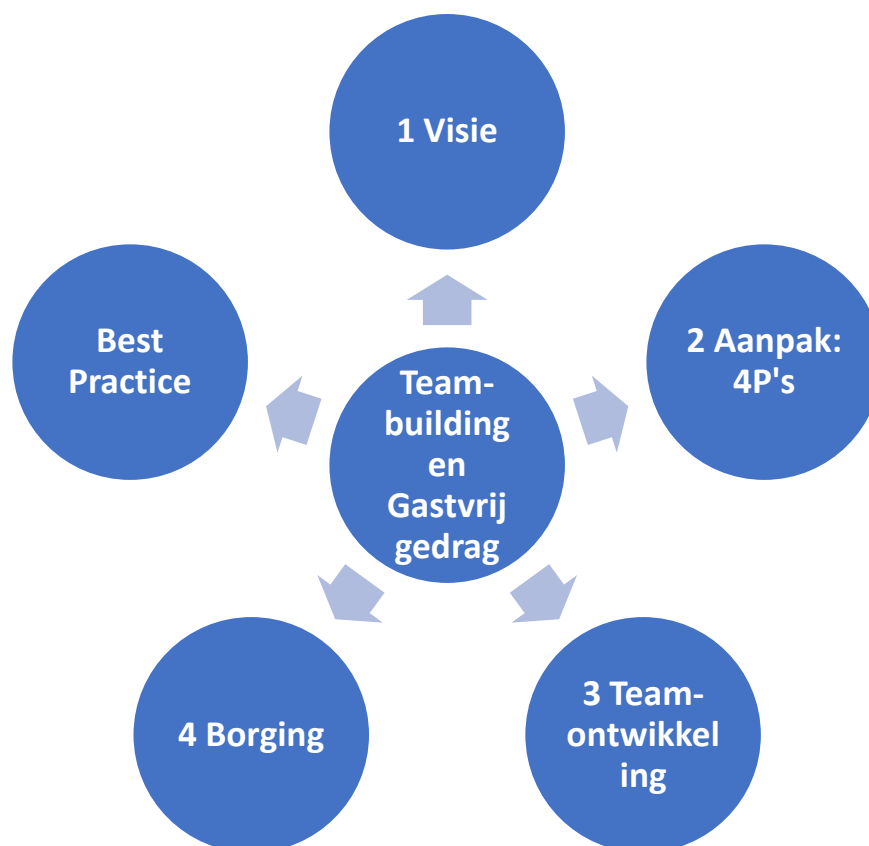 1 Visie
2 Aanpak:
4P's
3 Team-
ontwikkel
ing
4 Borging
Best
Practice
Team-
building
en
Gastvrij
gedrag